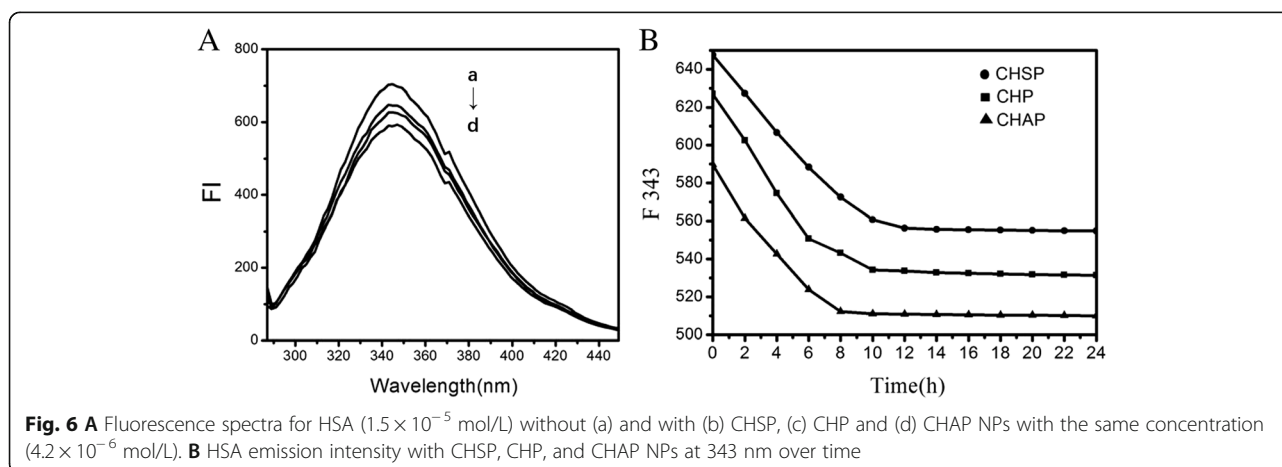 A
800
600
400
200
0
FI
a
↓
d
300 320 340 360 380 400 420 440
Wavelength(nm)
B
640
620
600
580
560
540
520
500
F 343
CHSP
CHP
CHAP
0 2 4 6 8 10 12 14 16 18 20 22 24
Time(h)
Fig. 6 A Fluorescence spectra for HSA (1.5 × 10⁻⁵ mol/L) without (a) and with (b) CHSP, (c) CHP and (d) CHAP NPs with the same concentration
(4.2 × 10⁻⁶ mol/L). B HSA emission intensity with CHSP, CHP, and CHAP NPs at 343 nm over time